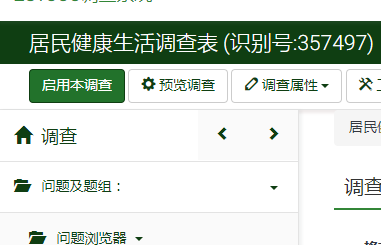 居民健康生活调查表 (识别号:357497)
启用本调查 预览调查 调查属性
调查
问题及题组：
问题浏览器
居民健
调查